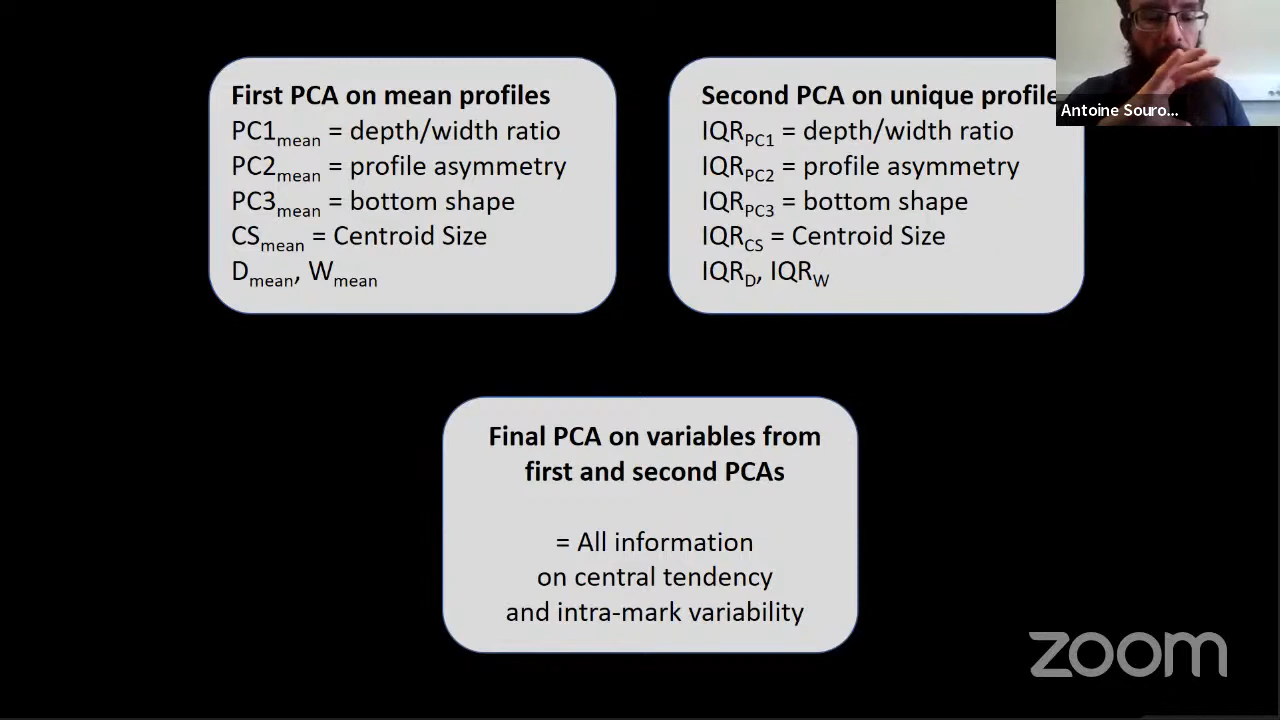 First PCA on mean profiles
PC1mean = depth/width ratio
PC2mean = profile asymmetry
PC3mean = bottom shape
CSmean = Centroid Size
Dmean, Wmean
Second PCA on unique profile
IQRPC1 = depth/width ratio
IQRPC2 = profile asymmetry
IQRPC3 = bottom shape
IQRCS = Centroid Size
IQRD, IQRW
Antoine Souro...
Final PCA on variables from
first and second PCAs
= All information
on central tendency
and intra-mark variability
zoom